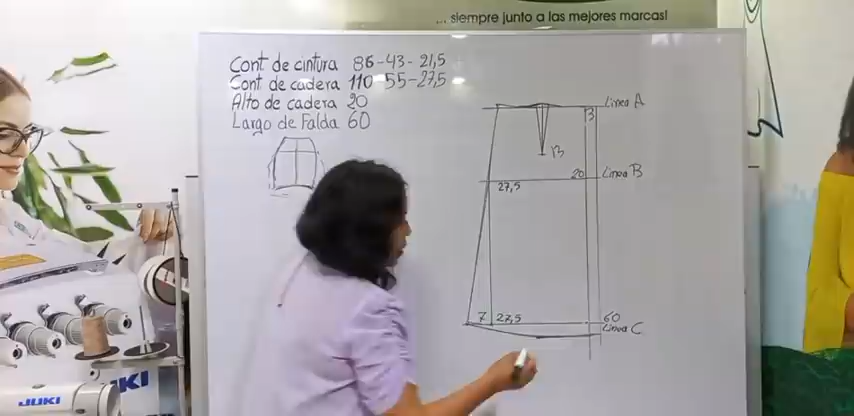 ... siempre junto a las mejores marcas!
Cont de cintura 86-43-21,5
Cont de cadera 110-55-27,5
Alto de cadera 20
Largo de Falda 60
Linea A
13
Linea B
20
27,5
60
Linea C
7 27,5
JUKI
JUKI